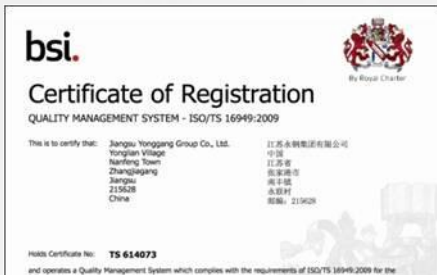 bsi.
By Royal Charter
Certificate of Registration
QUALITY MANAGEMENT SYSTEM - ISO/TS 16949:2009
This is to certify that: Jiangsu Yonggang Group Co., Ltd. 江苏永钢集团有限公司
Yonglian Village 中国
Nanfeng Town 江苏省
Zhangjiagang 张家港市
Jiangsu 南丰镇
215628 永联村
China 邮编：215628
Holds Certificate No: TS 614073
and operates a Quality Management System which complies with the requirements of ISO/TS 16949:2009 for the